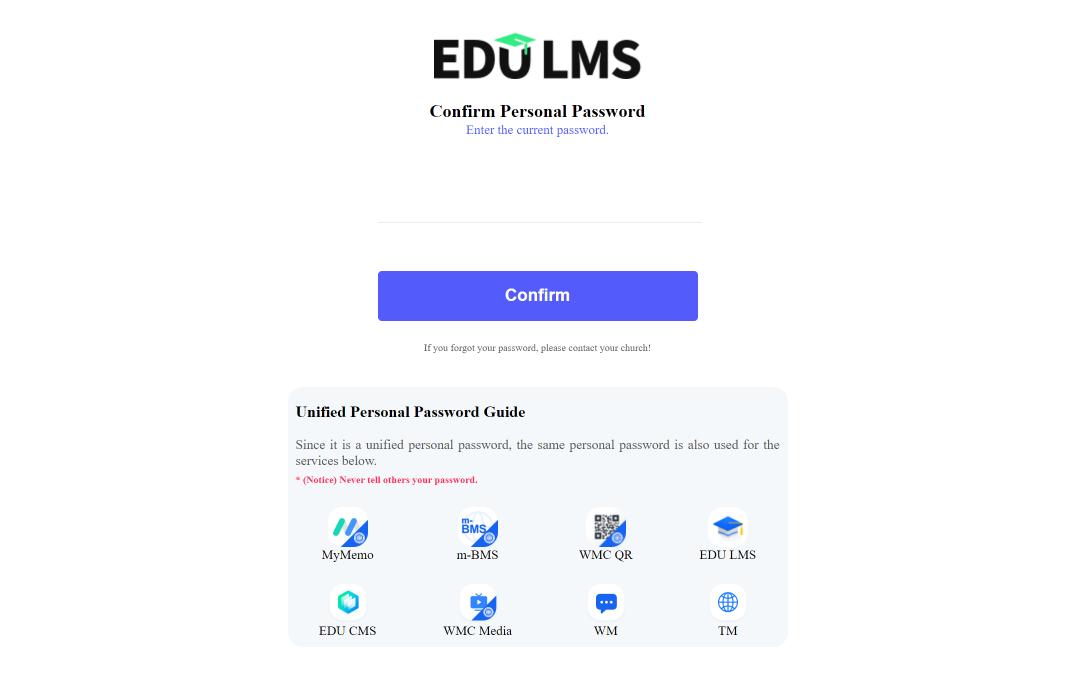 EDU LMS
Confirm Personal Password
Enter the current password.
Confirm
If you forgot your password, please contact your church!
Unified Personal Password Guide
Since it is a unified personal password, the same personal password is also used for the
services below.
* (Notice) Never tell others your password.
m-
BMS
MyMemo m-BMS WMC QR EDU LMS
EDU CMS WMC Media WM TM